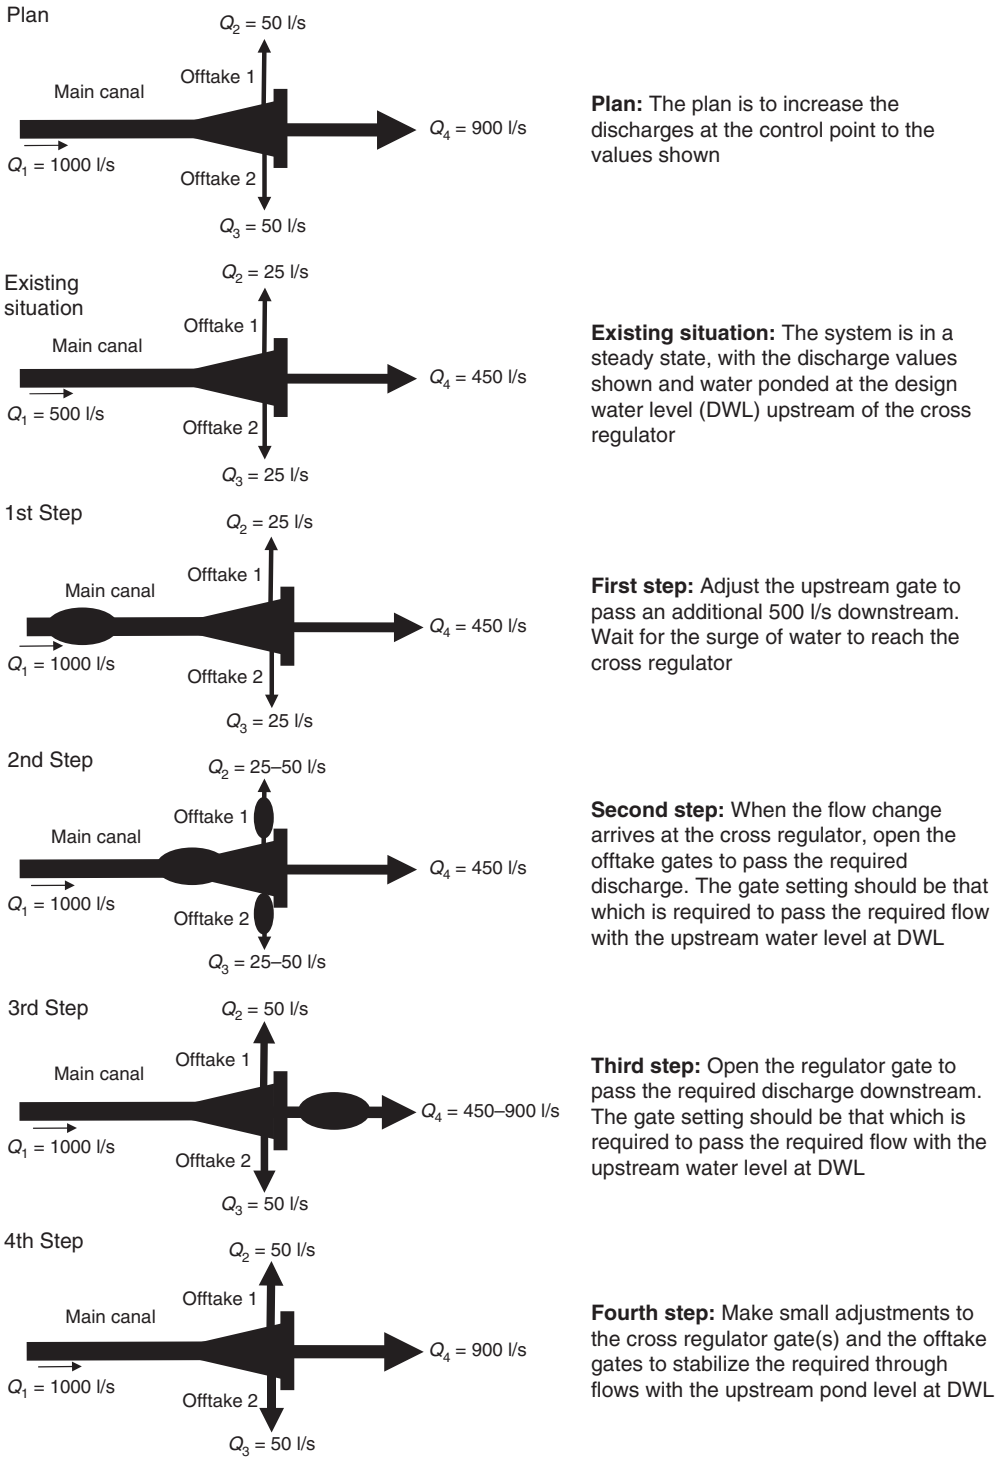 Plan
Q2 = 50 l/s
Offtake 1
Main canal
Q4 = 900 l/s
Q1 = 1000 l/s
Offtake 2
Q3 = 50 l/s
Plan: The plan is to increase the
discharges at the control point to the
values shown
Existing
situation
Q2 = 25 l/s
Offtake 1
Main canal
Q4 = 450 l/s
Q1 = 500 l/s
Offtake 2
Q3 = 25 l/s
Existing situation: The system is in a
steady state, with the discharge values
shown and water ponded at the design
water level (DWL) upstream of the cross
regulator
1st Step
Q2 = 25 l/s
Offtake 1
Main canal
Q4 = 450 l/s
Q1 = 1000 l/s
Offtake 2
Q3 = 25 l/s
First step: Adjust the upstream gate to
pass an additional 500 l/s downstream.
Wait for the surge of water to reach the
cross regulator
2nd Step
Q2 = 25–50 l/s
Offtake 1
Main canal
Q4 = 450 l/s
Q1 = 1000 l/s
Offtake 2
Q3 = 25–50 l/s
Second step: When the flow change
arrives at the cross regulator, open the
offtake gates to pass the required
discharge. The gate setting should be that
which is required to pass the required flow
with the upstream water level at DWL
3rd Step
Q2 = 50 l/s
Offtake 1
Main canal
Q4 = 450–900 l/s
Q1 = 1000 l/s
Offtake 2
Q3 = 50 l/s
Third step: Open the regulator gate to
pass the required discharge downstream.
The gate setting should be that which is
required to pass the required flow with the
upstream water level at DWL
4th Step
Q2 = 50 l/s
Offtake 1
Main canal
Q4 = 900 l/s
Q1 = 1000 l/s
Offtake 2
Q3 = 50 l/s
Fourth step: Make small adjustments to
the cross regulator gate(s) and the offtake
gates to stabilize the required through
flows with the upstream pond level at DWL